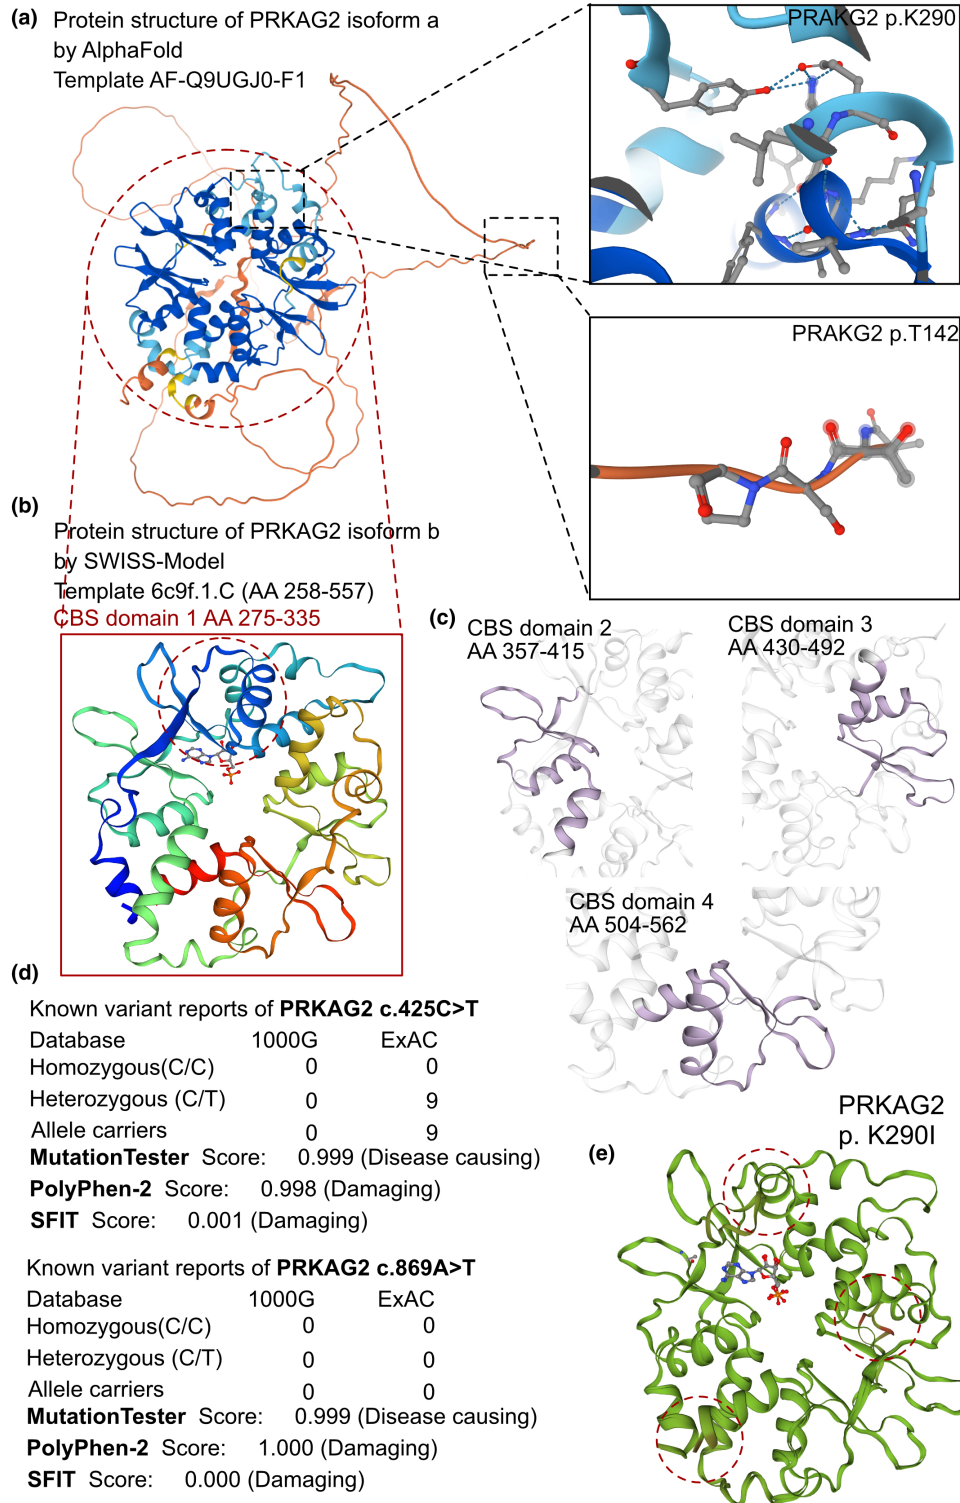 (a) Protein structure of PRKAG2 isoform a
by AlphaFold
Template AF-Q9UGJ0-F1
PRAKG2 p.K290
PRAKG2 p.T142
(b)
Protein structure of PRKAG2 isoform b
by SWISS-Model
Template 6c9f.1.C (AA 258-557)
CBS domain 1 AA 275-335
(c)
CBS domain 2
AA 357-415
CBS domain 3
AA 430-492
CBS domain 4
AA 504-562
(d)
Known variant reports of PRKAG2 c.425C>T
Database 1000G ExAC
Homozygous(C/C) 0 0
Heterozygous (C/T) 0 9
Allele carriers 0 9
MutationTester Score: 0.999 (Disease causing)
PolyPhen-2 Score: 0.998 (Damaging)
SFIT Score: 0.001 (Damaging)
Known variant reports of PRKAG2 c.869A>T
Database 1000G ExAC
Homozygous(C/C) 0 0
Heterozygous (C/T) 0 0
Allele carriers 0 0
MutationTester Score: 0.999 (Disease causing)
PolyPhen-2 Score: 1.000 (Damaging)
SFIT Score: 0.000 (Damaging)
(e)
PRKAG2
p. K290I